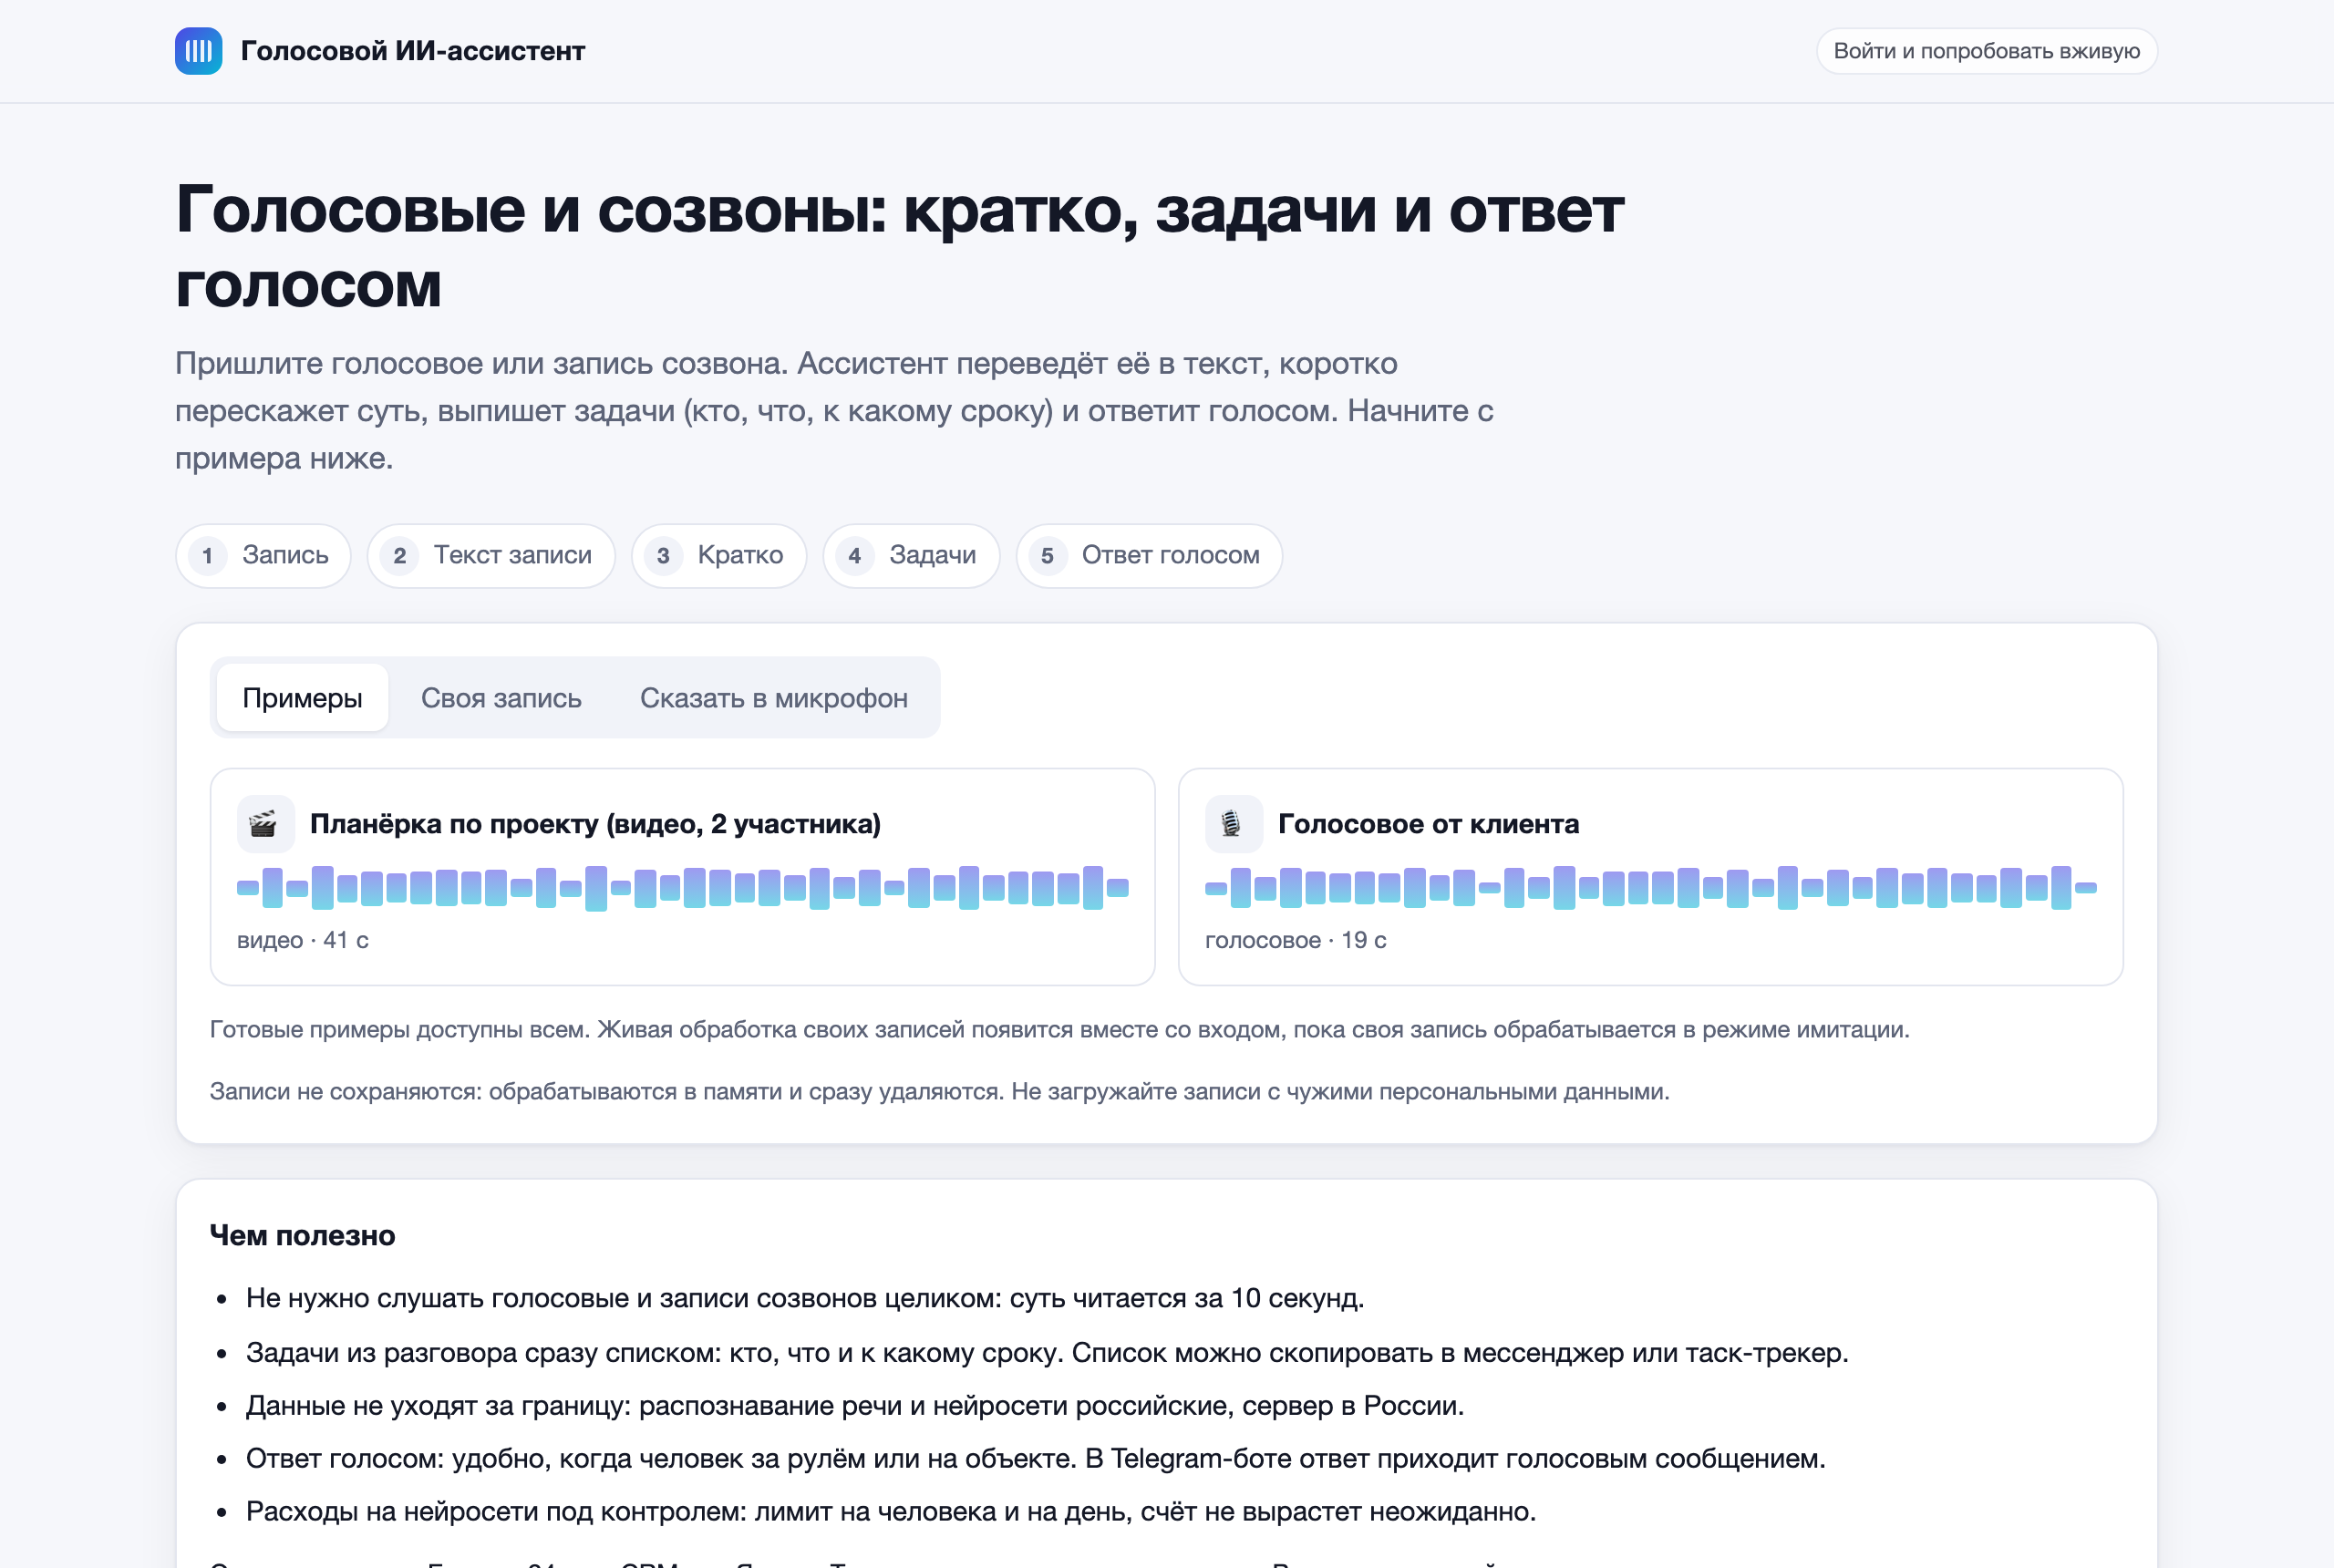 Голосовой ИИ-ассистент
Войти и попробовать вживую
Голосовые и созвоны: кратко, задачи и ответ
голосом
Пришлите голосовое или запись созвона. Ассистент переведёт её в текст, коротко
перескажет суть, выпишет задачи (кто, что, к какому сроку) и ответит голосом. Начните с
примера ниже.
1 Запись
2 Текст записи
3 Кратко
4 Задачи
5 Ответ голосом
Примеры
Своя запись
Сказать в микрофон
Планёрка по проекту (видео, 2 участника)
видео · 41 с
Голосовое от клиента
голосовое · 19 с
Готовые примеры доступны всем. Живая обработка своих записей появится вместе со входом, пока своя запись обрабатывается в режиме имитации.
Записи не сохраняются: обрабатываются в памяти и сразу удаляются. Не загружайте записи с чужими персональными данными.
Чем полезно
• Не нужно слушать голосовые и записи созвонов целиком: суть читается за 10 секунд.
• Задачи из разговора сразу списком: кто, что и к какому сроку. Список можно скопировать в мессенджер или таск-трекер.
• Данные не уходят за границу: распознавание речи и нейросети российские, сервер в России.
• Ответ голосом: удобно, когда человек за рулём или на объекте. В Telegram-боте ответ приходит голосовым сообщением.
• Расходы на нейросети под контролем: лимит на человека и на день, счёт не вырастет неожиданно.